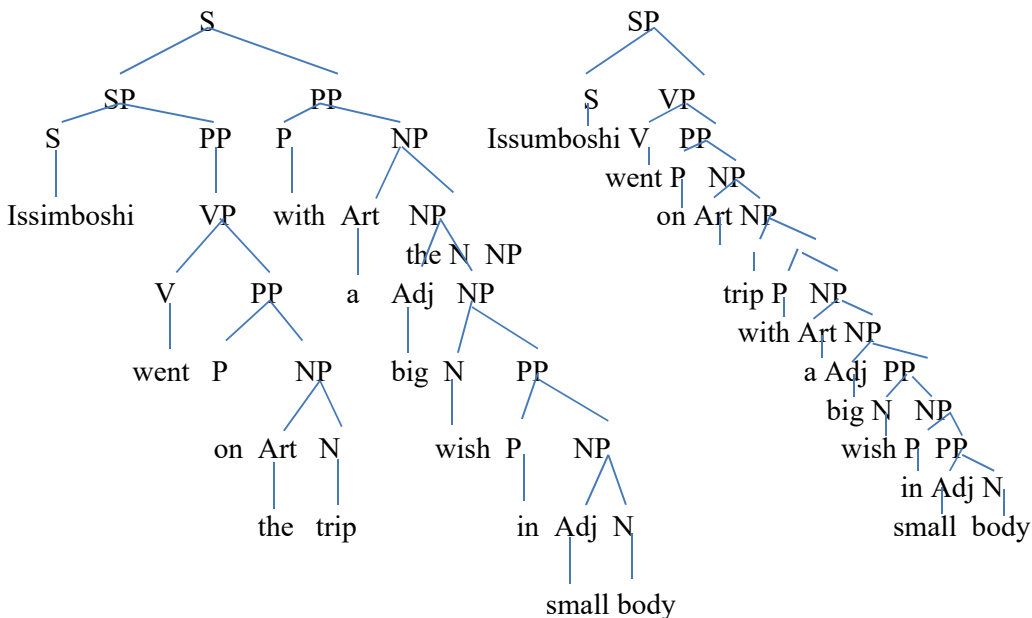 S SP
SP PP S VP
S PP P NP Issumboshi V PP
went P NP
Issimboshi VP with Art NP on Art NP
the N NP
V PP a Adj NP trip P NP
with Art NP
went P NP big N PP a Adj PP
big N NP
on Art N wish P NP wish P PP
in Adj N
the trip in Adj N small body
small body